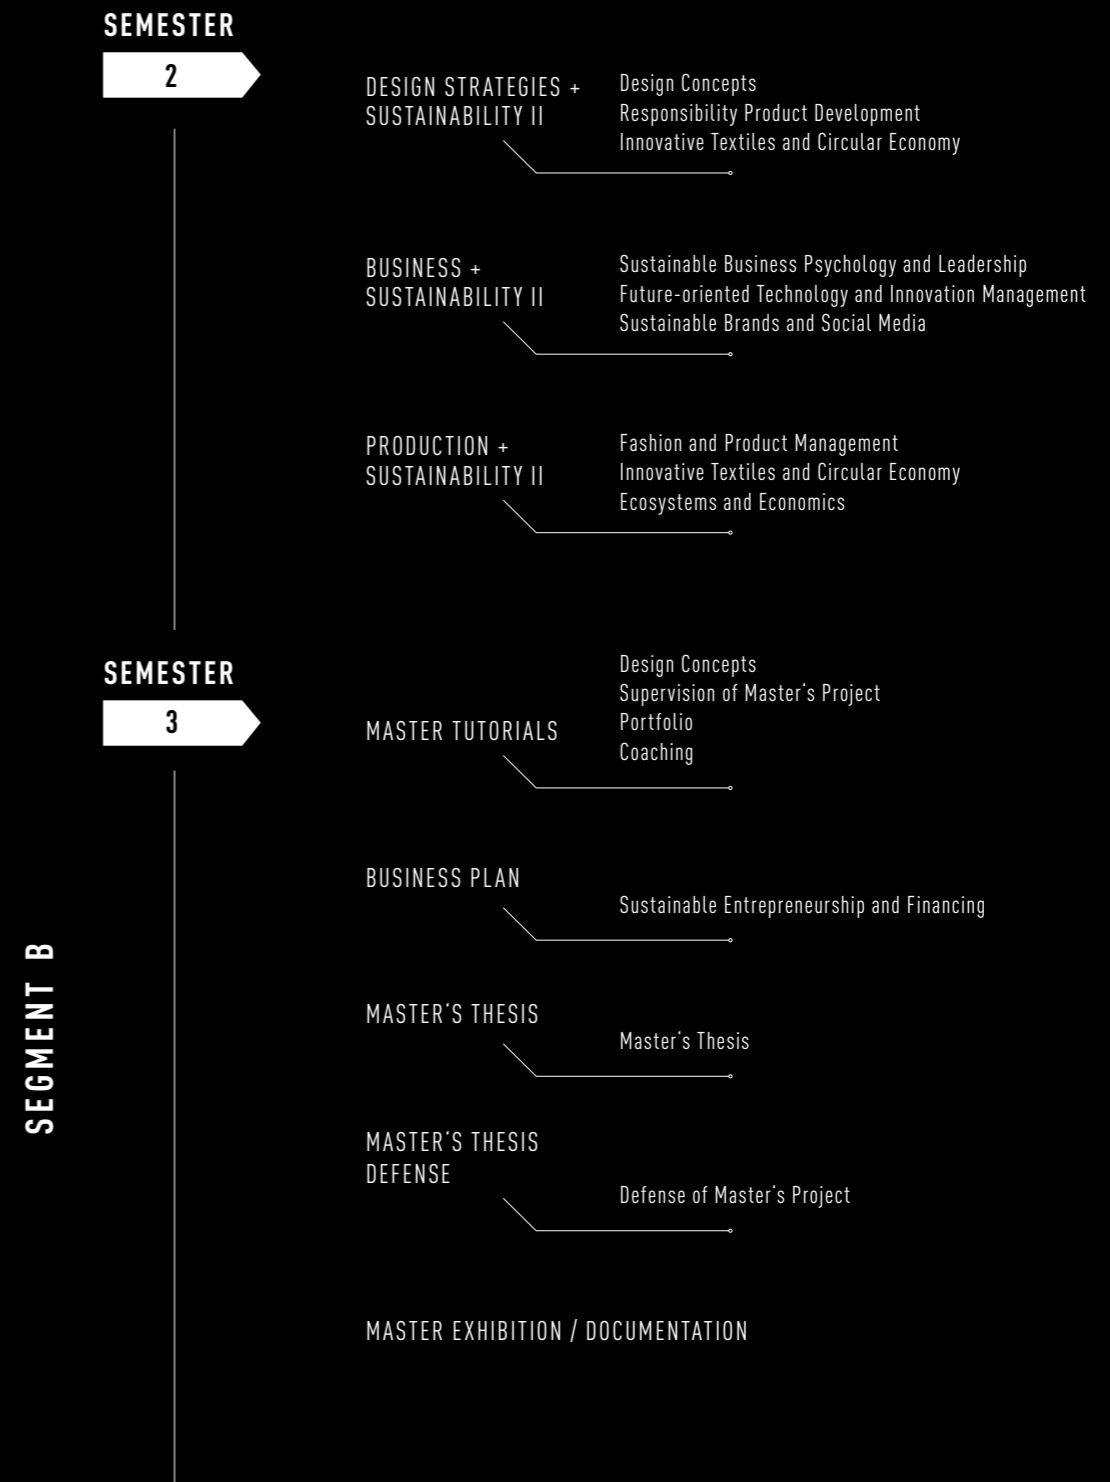 SEMESTER
2
DESIGN STRATEGIES +
SUSTAINABILITY II
Design Concepts
Responsibility Product Development
Innovative Textiles and Circular Economy
BUSINESS +
SUSTAINABILITY II
Sustainable Business Psychology and Leadership
Future-oriented Technology and Innovation Management
Sustainable Brands and Social Media
PRODUCTION +
SUSTAINABILITY II
Fashion and Product Management
Innovative Textiles and Circular Economy
Ecosystems and Economics
SEGMENT B
SEMESTER
3
MASTER TUTORIALS
Design Concepts
Supervision of Master‘s Project
Portfolio
Coaching
BUSINESS PLAN
Sustainable Entrepreneurship and Financing
MASTER‘S THESIS
Master‘s Thesis
MASTER‘S THESIS
DEFENSE
Defense of Master‘s Project
MASTER EXHIBITION / DOCUMENTATION